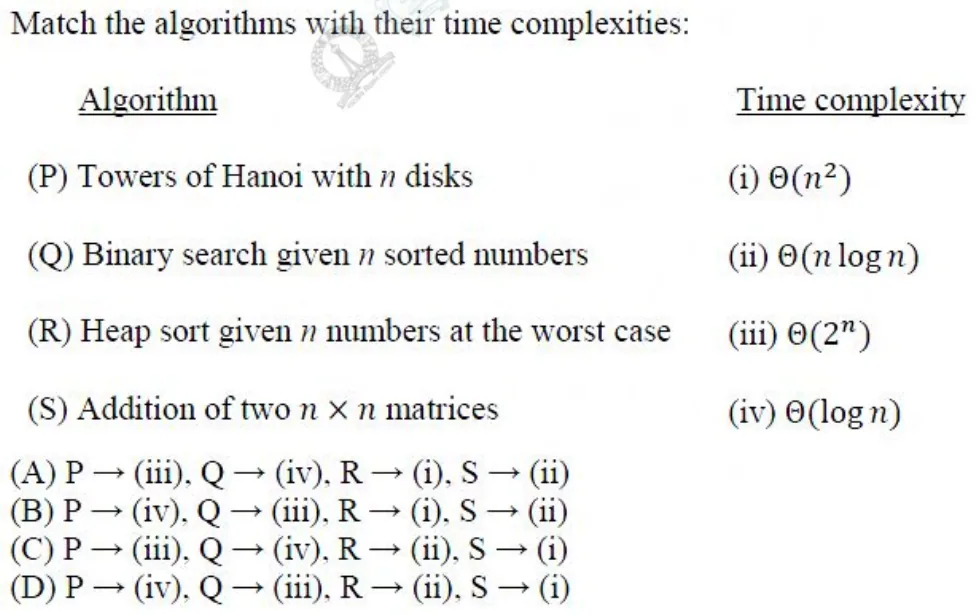 Match the algorithms with their time complexities:
Algorithm Time complexity
(P) Towers of Hanoi with n disks (i) Θ(n²)
(Q) Binary search given n sorted numbers (ii) Θ(n log n)
(R) Heap sort given n numbers at the worst case (iii) Θ(2ⁿ)
(S) Addition of two n × n matrices (iv) Θ(log n)
(A) P → (iii), Q → (iv), R → (i), S → (ii)
(B) P → (iv), Q → (iii), R → (i), S → (ii)
(C) P → (iii), Q → (iv), R → (ii), S → (i)
(D) P → (iv), Q → (iii), R → (ii), S → (i)